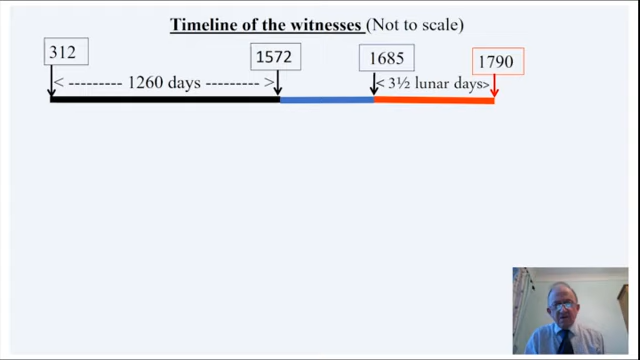 Timeline of the witnesses (Not to scale)
312
1572
1685
1790
< --------- 1260 days --------- >
< 3½ lunar days>